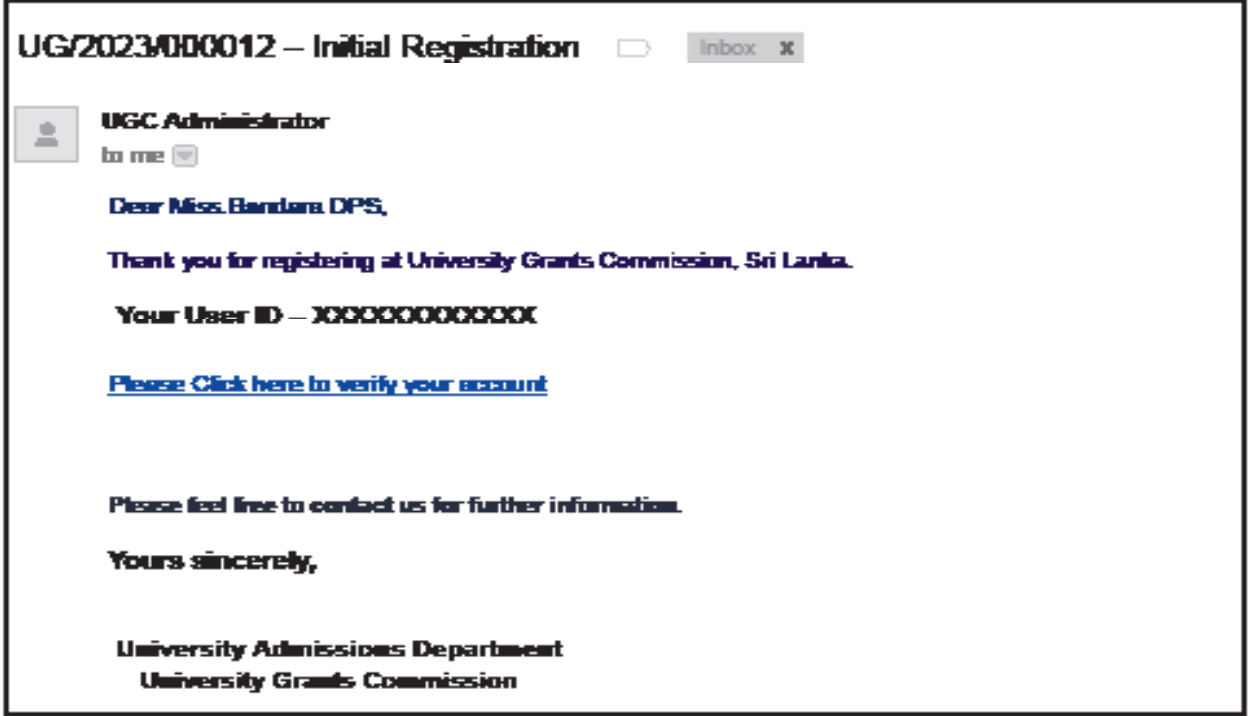 UG/2023/000012 – Initial Registration Inbox x
UGC Administrator
to me
Dear Miss. Bandara DPS,
Thank you for registering at University Grants Commission, Sri Lanka.
Your User ID – XXXXXXXXXXXXX
Please Click here to verify your account
Please feel free to contact us for further information.
Yours sincerely,
University Admissions Department
University Grants Commission